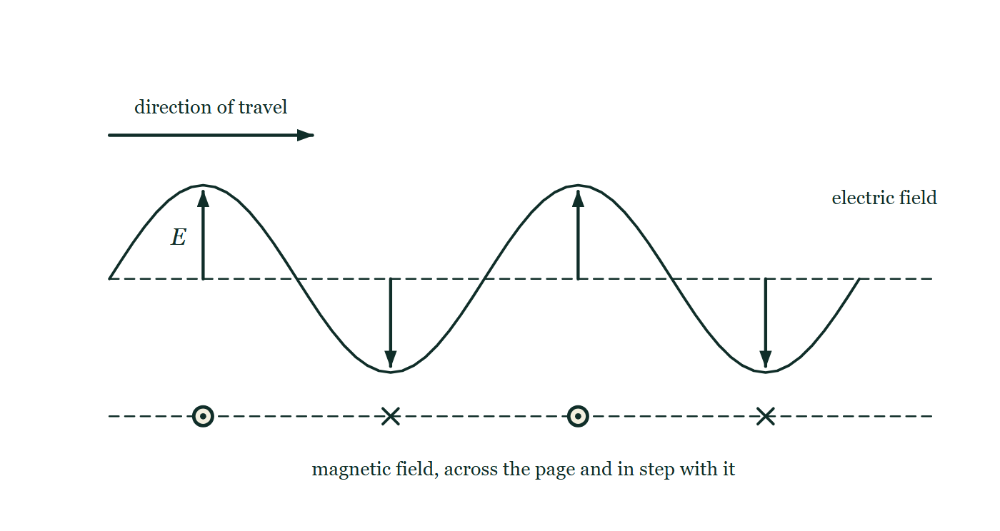 direction of travel
electric field
E
magnetic field, across the page and in step with it